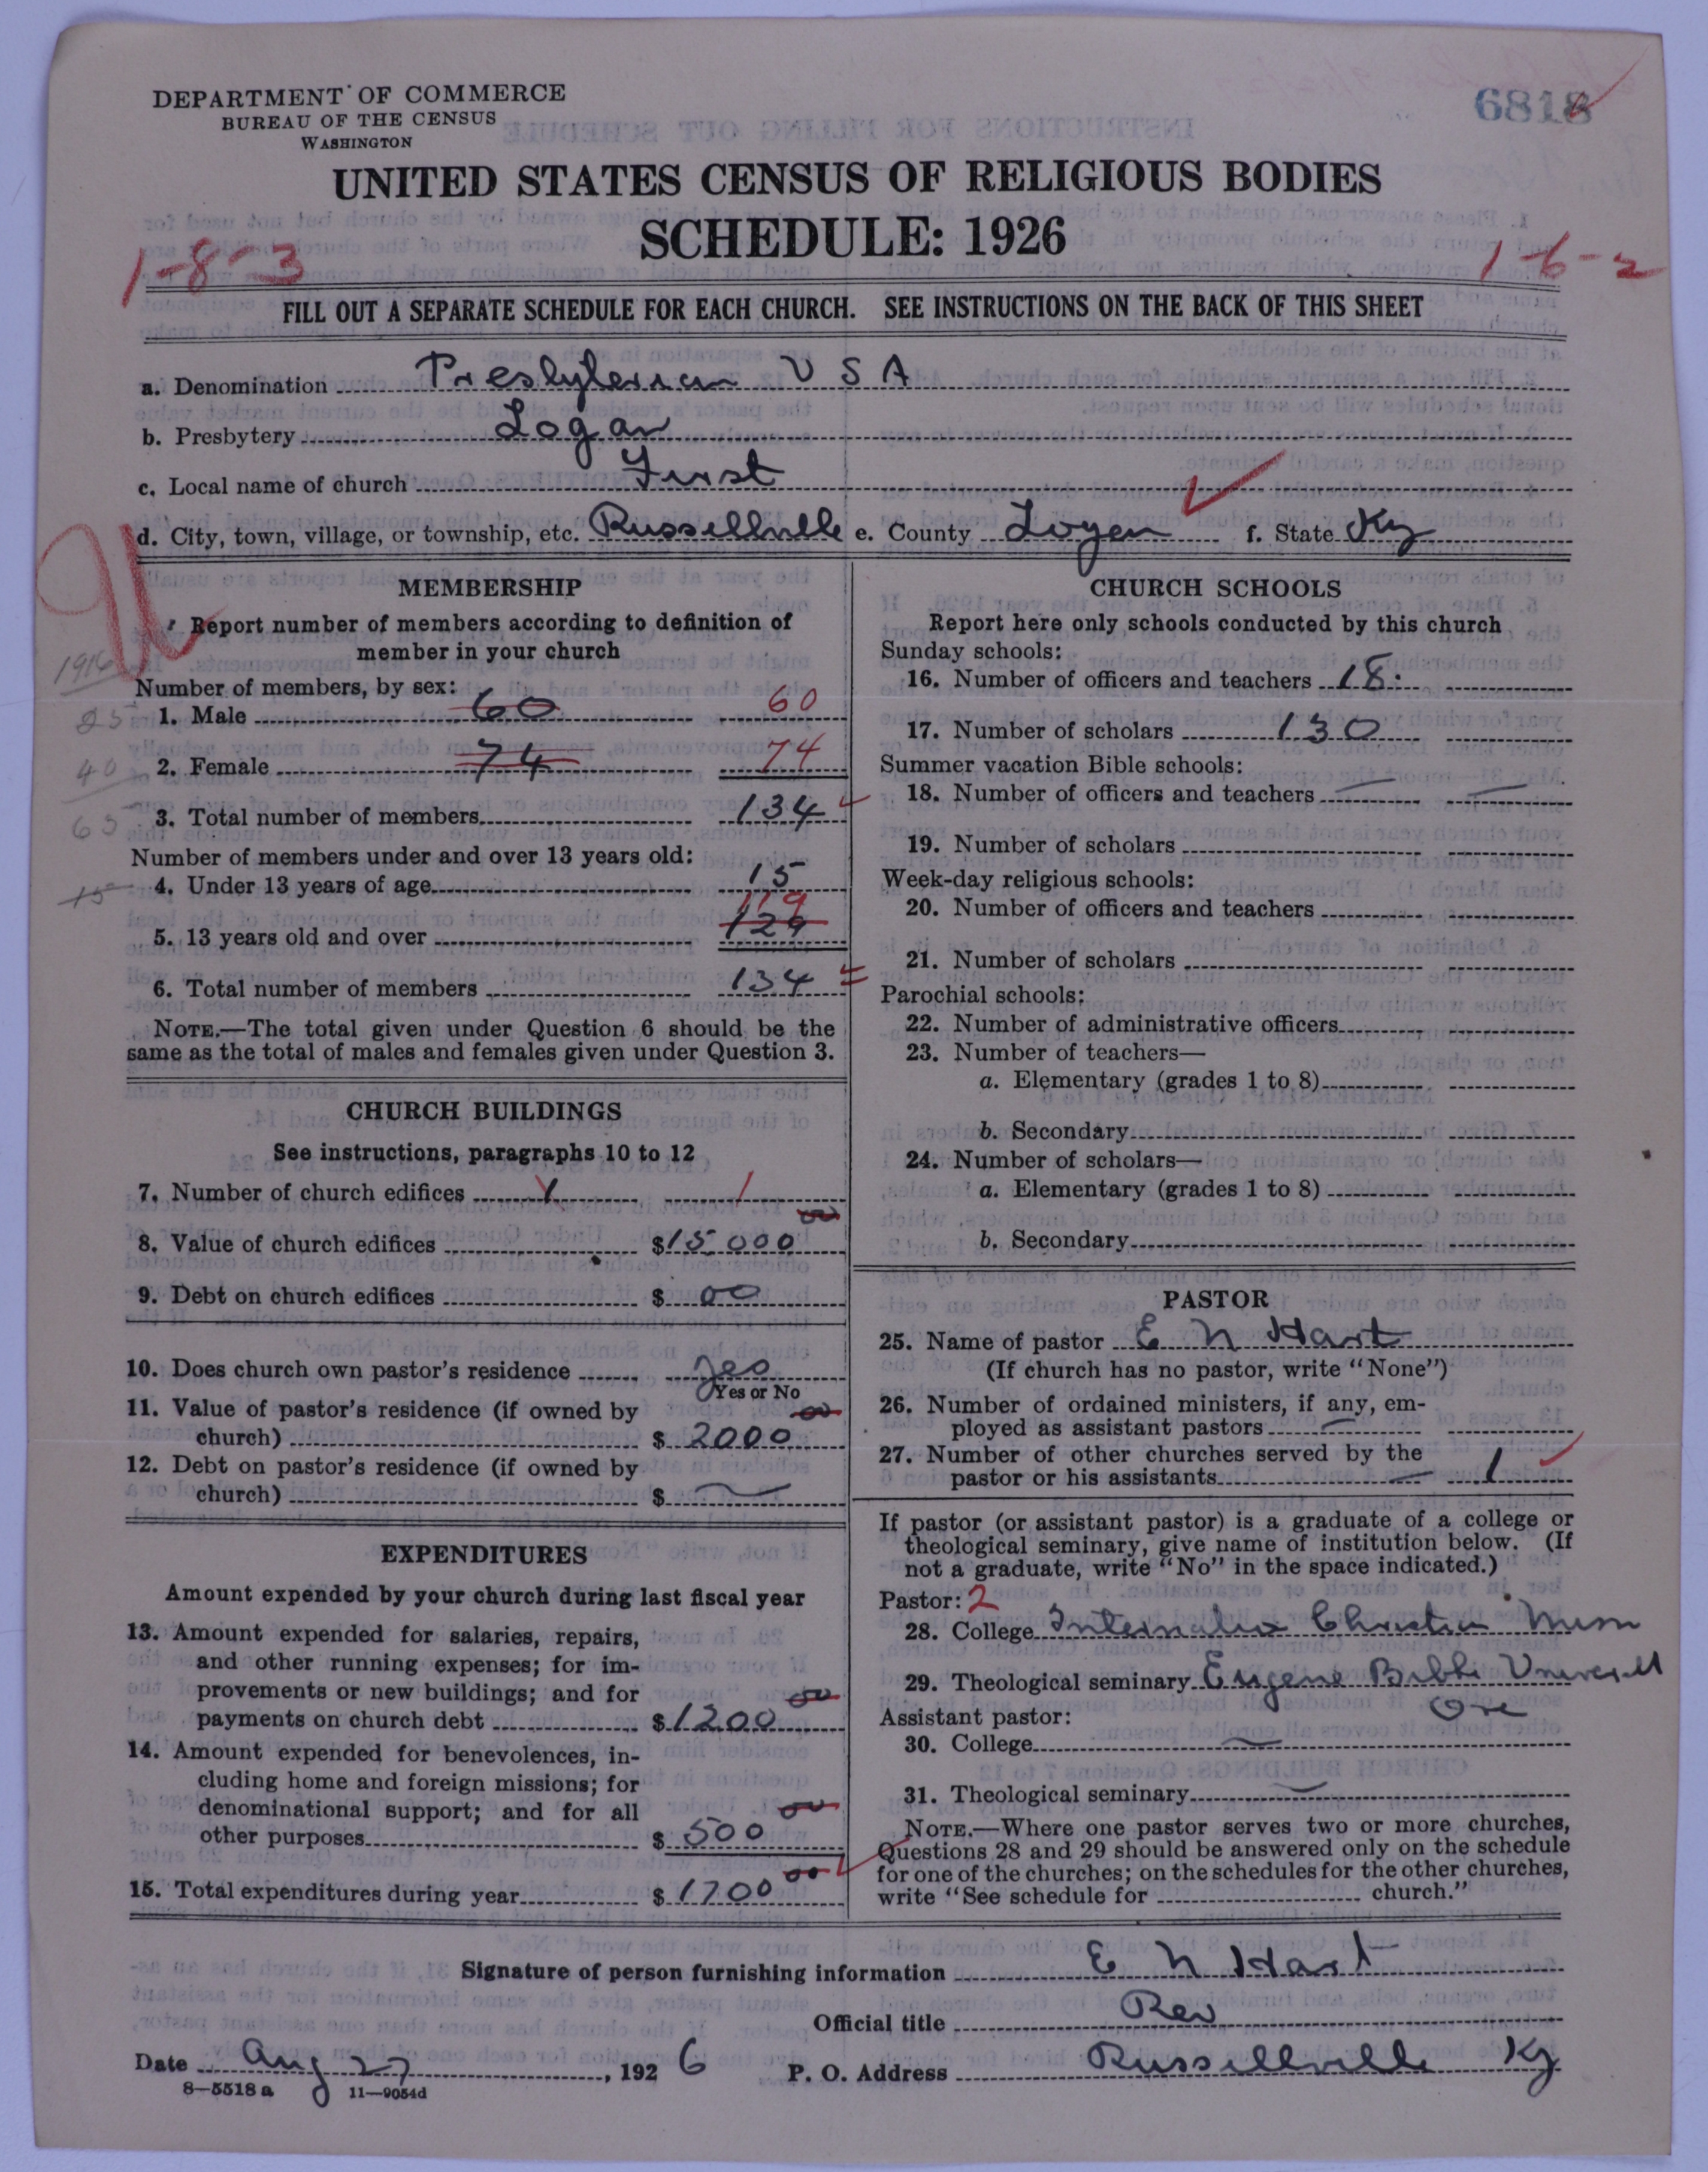 DEPARTMENT OF COMMERCE
BUREAU OF THE CENSUS
WASHINGTON
6818
UNITED STATES CENSUS OF RELIGIOUS BODIES
SCHEDULE: 1926
1-8-3
1-6-2
FILL OUT A SEPARATE SCHEDULE FOR EACH CHURCH. SEE INSTRUCTIONS ON THE BACK OF THIS SHEET
a. Denomination Presbyterian U S A
b. Presbytery Logan
c. Local name of church First
d. City, town, village, or township, etc. Russellville e. County Logan f. State Ky
MEMBERSHIP
Report number of members according to definition of
member in your church
1916
Number of members, by sex:
25 1. Male 60 60
40 2. Female 74 74
65 3. Total number of members 134
Number of members under and over 13 years old:
15 4. Under 13 years of age 15
119
5. 13 years old and over 129
6. Total number of members 134
NOTE.—The total given under Question 6 should be the
same as the total of males and females given under Question 3.
CHURCH BUILDINGS
See instructions, paragraphs 10 to 12
7. Number of church edifices 1 1
8. Value of church edifices $15000 00
9. Debt on church edifices $ 00
10. Does church own pastor's residence yes
Yes or No
11. Value of pastor's residence (if owned by
church) $ 2000 00
12. Debt on pastor's residence (if owned by
church) $ —
EXPENDITURES
Amount expended by your church during last fiscal year
13. Amount expended for salaries, repairs,
and other running expenses; for im-
provements or new buildings; and for
payments on church debt $1200 00
14. Amount expended for benevolences, in-
cluding home and foreign missions; for
denominational support; and for all
other purposes $ 500 00
15. Total expenditures during year $1700 00
CHURCH SCHOOLS
Report here only schools conducted by this church
Sunday schools:
16. Number of officers and teachers 18
17. Number of scholars 130
Summer vacation Bible schools:
18. Number of officers and teachers — —
19. Number of scholars
Week-day religious schools:
20. Number of officers and teachers
21. Number of scholars
Parochial schools:
22. Number of administrative officers
23. Number of teachers—
a. Elementary (grades 1 to 8)
b. Secondary
24. Number of scholars—
a. Elementary (grades 1 to 8)
b. Secondary
PASTOR
25. Name of pastor E N Hart
(If church has no pastor, write "None")
26. Number of ordained ministers, if any, em-
ployed as assistant pastors —
27. Number of other churches served by the
pastor or his assistants — 1
If pastor (or assistant pastor) is a graduate of a college or
theological seminary, give name of institution below. (If
not a graduate, write "No" in the space indicated.)
Pastor: 2
28. College Christian
29. Theological seminary Eugene Bible
Ore
Assistant pastor:
30. College —
31. Theological seminary —
NOTE.—Where one pastor serves two or more churches,
Questions 28 and 29 should be answered only on the schedule
for one of the churches; on the schedules for the other churches,
write "See schedule for church."
Signature of person furnishing information E N Hart
Official title Rev
Date Aug 27, 1926 P. O. Address Russellville Ky
8—5518 a 11—9054d